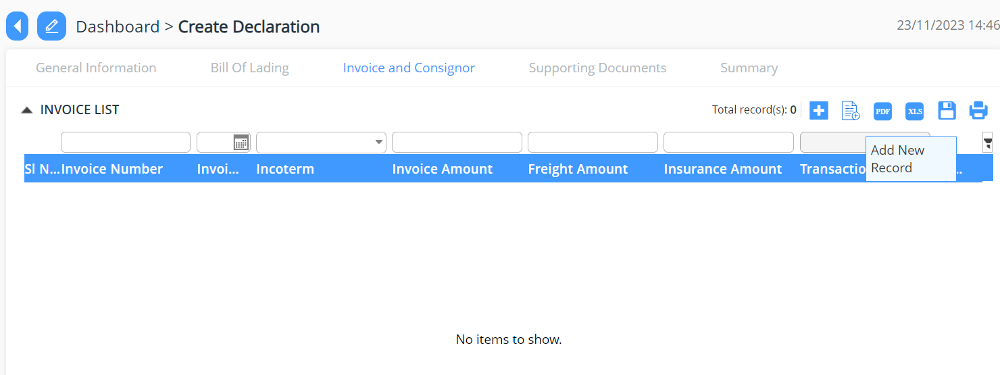 Dashboard > Create Declaration
23/11/2023 14:46
General Information Bill Of Lading Invoice and Consignor Supporting Documents Summary
INVOICE LIST
Total record(s): 0
PDF XLS
Add New
Record
Sl N... Invoice Number Invoi... Incoterm Invoice Amount Freight Amount Insurance Amount Transactio ..
No items to show.